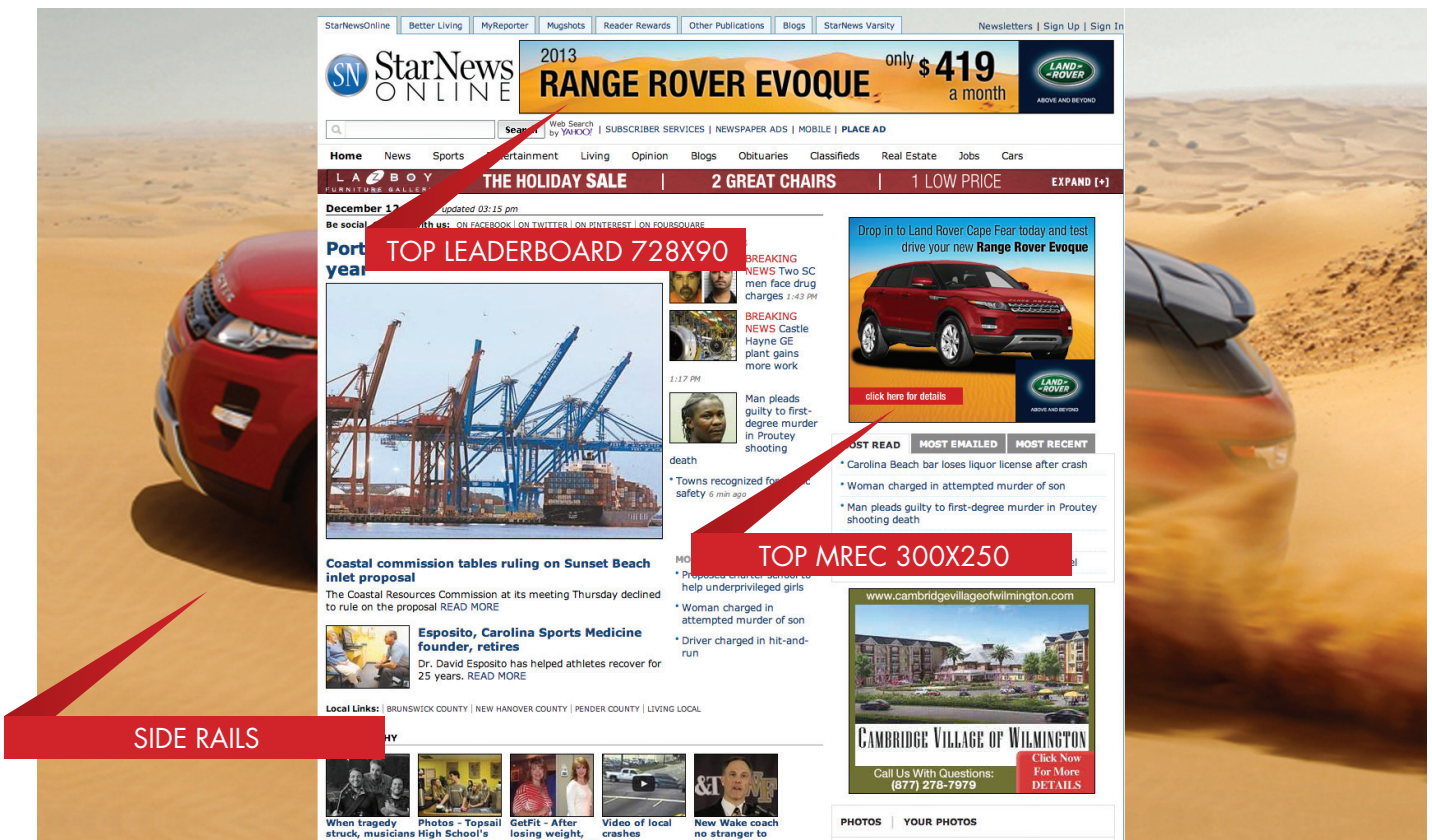 StarNewsOnline Better Living MyReporter Mugshots Reader Rewards Other Publications Blogs StarNews Varsity Newsletters | Sign Up | Sign In
SN StarNews
ONLINE
2013
RANGE ROVER EVOQUE
only $419
a month
LAND-
-ROVER
ABOVE AND BEYOND
Web Search
by YAHOO! | SUBSCRIBER SERVICES | NEWSPAPER ADS | MOBILE | PLACE AD
Home News Sports Living Opinion Blogs Obituaries Classifieds Real Estate Jobs Cars
LA Z BOY THE HOLIDAY SALE | 2 GREAT CHAIRS | 1 LOW PRICE EXPAND [+]
FURNITURE
December updated 03:15 pm
Be social with us: ON FACEBOOK | ON TWITTER | ON PINTEREST | ON FOURSQUARE
TOP LEADERBOARD 728X90
Port
year
BREAKING
NEWS Two SC
men face drug
charges 1:43 PM
BREAKING
NEWS Castle
Hayne GE
plant gains
more work
1:17 PM
Man pleads
guilty to first-
degree murder
in Proutey
shooting
death
• Towns recognized for
safety 6 min ago
Drop in to Land Rover Cape Fear today and test
drive your new Range Rover Evoque
click here for details
LAND-
-ROVER
ABOVE AND BEYOND
MOST READ MOST EMAILED MOST RECENT
• Carolina Beach bar loses liquor license after crash
• Woman charged in attempted murder of son
• Man pleads guilty to first-degree murder in Proutey
shooting death
TOP MREC 300X250
Coastal commission tables ruling on Sunset Beach
inlet proposal
The Coastal Resources Commission at its meeting Thursday declined
to rule on the proposal READ MORE
Esposito, Carolina Sports Medicine
founder, retires
Dr. David Esposito has helped athletes recover for
25 years. READ MORE
• Proposed charter school to
help underprivileged girls
• Woman charged in
attempted murder of son
• Driver charged in hit-and-
run
www.cambridgevillageofwilmington.com
CAMBRIDGE VILLAGE OF WILMINGTON
Call Us With Questions:
(877) 278-7979
Click Now
For More
DETAILS
Local Links: | BRUNSWICK COUNTY | NEW HANOVER COUNTY | PENDER COUNTY | LIVING LOCAL
SIDE RAILS
When tragedy
struck, musicians
Photos - Topsail
High School's
GetFit - After
losing weight,
Video of local
crashes
New Wake coach
no stranger to
PHOTOS | YOUR PHOTOS